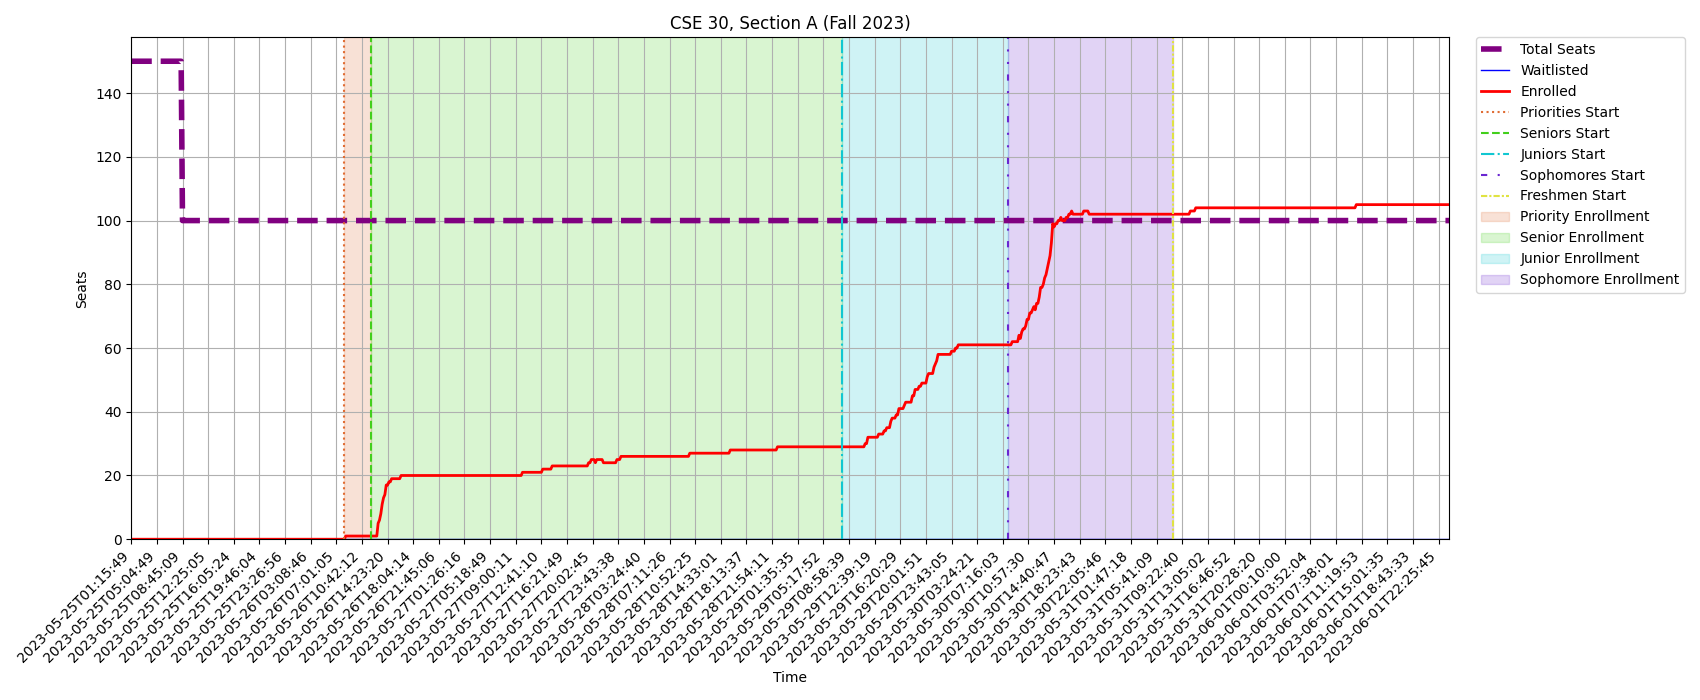 CSE 30, Section A (Fall 2023)
Total Seats
Waitlisted
Enrolled
Priorities Start
Seniors Start
Juniors Start
Sophomores Start
Freshmen Start
Priority Enrollment
Senior Enrollment
Junior Enrollment
Sophomore Enrollment
Seats
140
120
100
80
60
40
20
0
2023-05-25T01:15:49
2023-05-25T05:04:49
2023-05-25T08:45:09
2023-05-25T12:25:05
2023-05-25T16:05:24
2023-05-25T19:46:04
2023-05-25T23:26:56
2023-05-26T03:08:46
2023-05-26T07:01:05
2023-05-26T10:42:12
2023-05-26T14:23:20
2023-05-26T18:04:14
2023-05-26T21:45:06
2023-05-27T01:26:16
2023-05-27T05:18:49
2023-05-27T09:00:11
2023-05-27T12:41:10
2023-05-27T16:21:49
2023-05-27T20:02:45
2023-05-27T23:43:38
2023-05-28T03:24:40
2023-05-28T07:11:26
2023-05-28T10:52:25
2023-05-28T14:33:01
2023-05-28T18:13:37
2023-05-28T21:54:11
2023-05-29T01:35:35
2023-05-29T05:17:52
2023-05-29T08:58:39
2023-05-29T12:39:19
2023-05-29T16:20:29
2023-05-29T20:01:51
2023-05-29T23:43:05
2023-05-30T03:24:21
2023-05-30T07:16:03
2023-05-30T10:57:30
2023-05-30T14:40:47
2023-05-30T18:23:43
2023-05-30T22:05:46
2023-05-31T01:47:18
2023-05-31T05:41:09
2023-05-31T09:22:40
2023-05-31T13:05:02
2023-05-31T16:46:52
2023-05-31T20:28:20
2023-06-01T00:10:00
2023-06-01T03:52:04
2023-06-01T07:38:01
2023-06-01T11:19:53
2023-06-01T15:01:35
2023-06-01T18:43:33
2023-06-01T22:25:45
Time